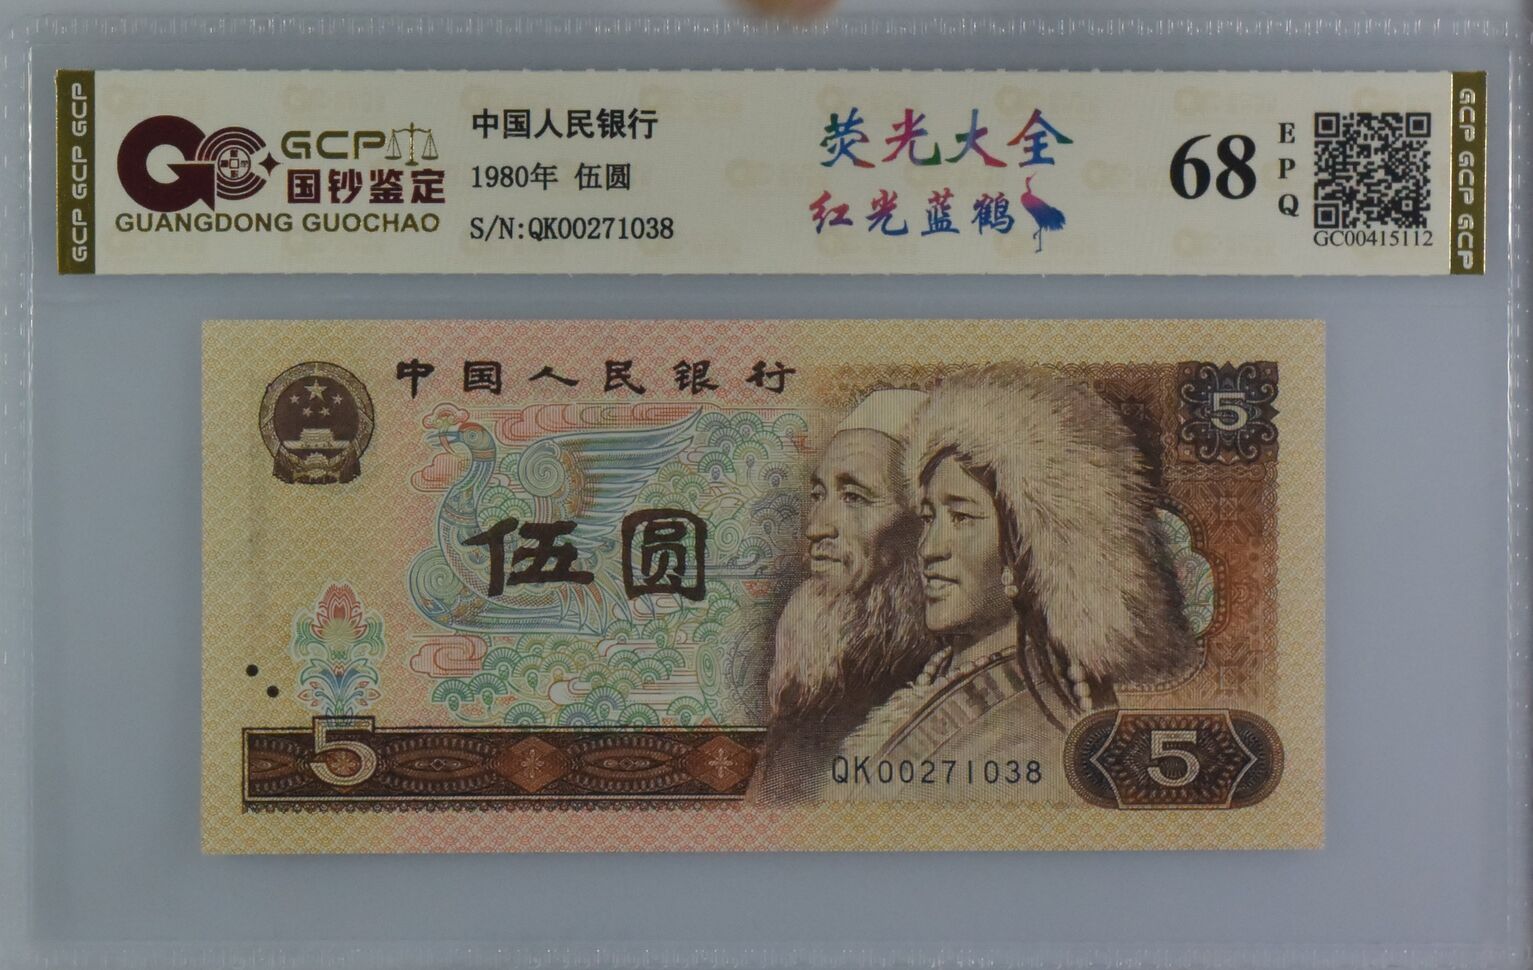 GCP GCP GCP
GCP
国钞鉴定
GUANGDONG GUOCHAO
中国人民银行
1980年 伍圆
S/N:QK00271038
荧光大全
红光蓝鹤
68
EPQ
GC00415112
GCP GCP GCP
中国人民银行
5
伍圆
5
QK00271038
5